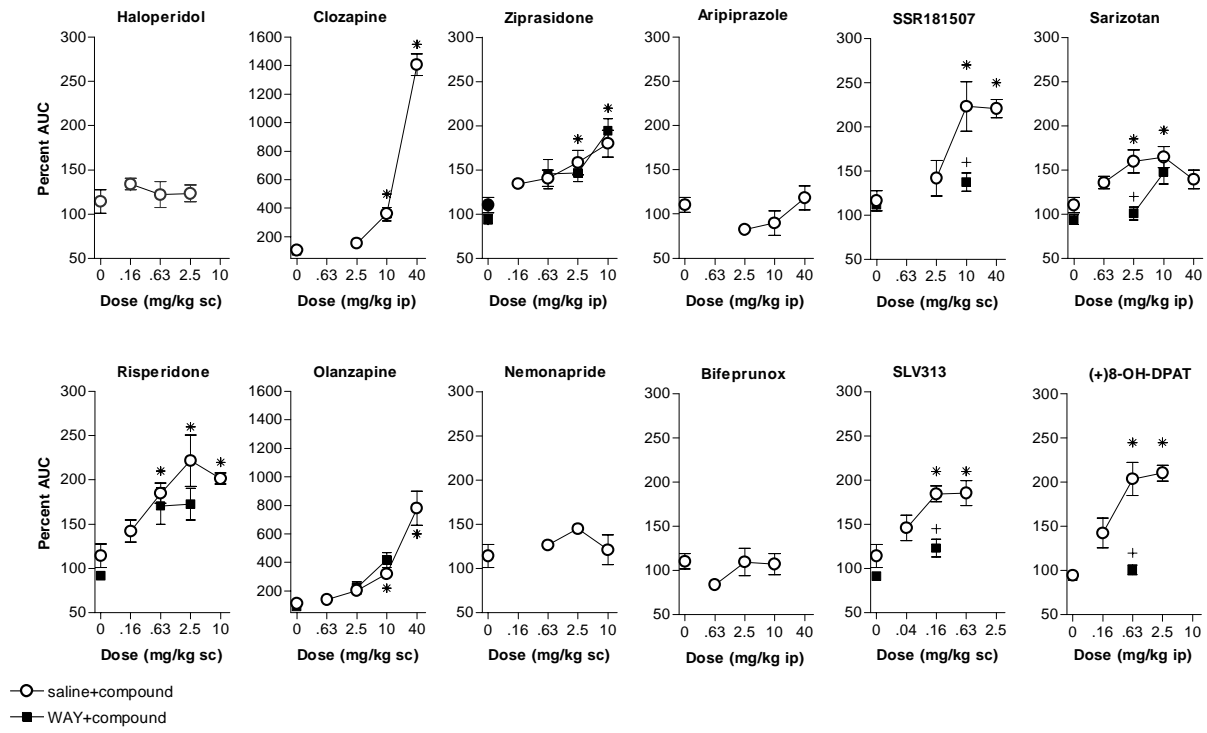 Haloperidol
300
250
200
150
100
50
Percent AUC
0 .16 .63 2.5 10
Dose (mg/kg sc)
Clozapine
1600
1400
1200
1000
800
600
400
200
0 .63 2.5 10 40
Dose (mg/kg ip)
Ziprasidone
300
250
200
150
100
50
0 .16 .63 2.5 10
Dose (mg/kg ip)
Aripiprazole
300
250
200
150
100
50
0 .63 2.5 10 40
Dose (mg/kg ip)
SSR181507
300
250
200
150
100
50
0 .63 2.5 10 40
Dose (mg/kg sc)
Sarizotan
300
250
200
150
100
50
0 .63 2.5 10 40
Dose (mg/kg ip)
Risperidone
300
250
200
150
100
50
Percent AUC
0 .16 .63 2.5 10
Dose (mg/kg sc)
Olanzapine
1600
1400
1200
1000
800
600
400
200
0 .63 2.5 10 40
Dose (mg/kg sc)
Nemonapride
300
250
200
150
100
50
0 .16 .63 2.5 10
Dose (mg/kg sc)
Bifeprunox
300
250
200
150
100
50
0 .63 2.5 10 40
Dose (mg/kg ip)
SLV313
300
250
200
150
100
50
0 .04 .16 .63 2.5
Dose (mg/kg sc)
(+)8-OH-DPAT
300
250
200
150
100
50
0 .16 .63 2.5 10
Dose (mg/kg ip)
saline+compound
WAY+compound